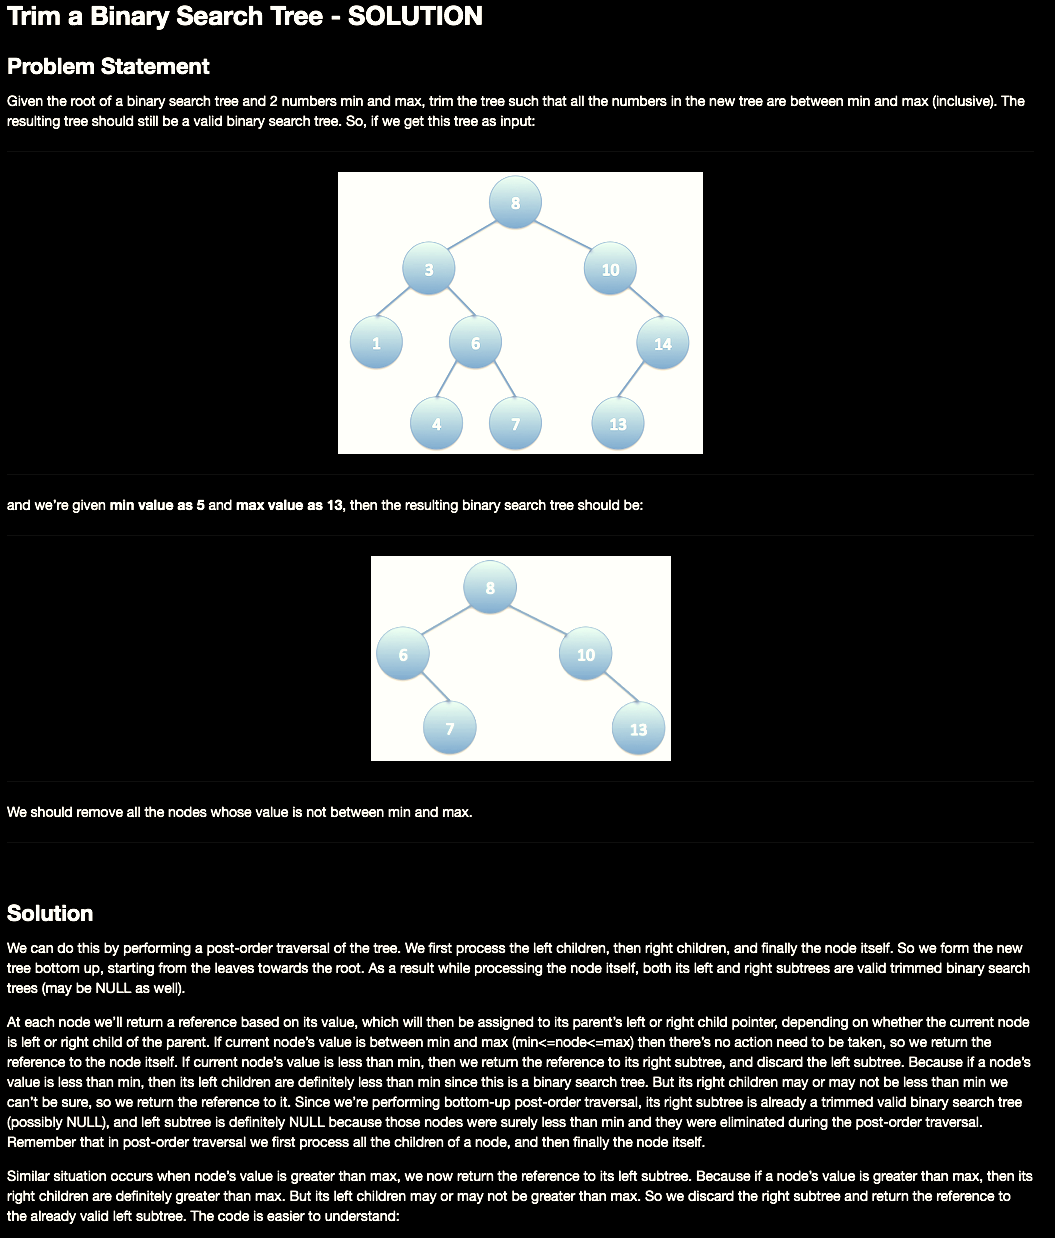 Trim a Binary Search Tree - SOLUTION
Problem Statement
Given the root of a binary search tree and 2 numbers min and max, trim the tree such that all the numbers in the new tree are between min and max (inclusive). The
resulting tree should still be a valid binary search tree. So, if we get this tree as input:
8
3 10
1 6 14
4 7 13
and we're given min value as 5 and max value as 13, then the resulting binary search tree should be:
8
6 10
7 13
We should remove all the nodes whose value is not between min and max.
Solution
We can do this by performing a post-order traversal of the tree. We first process the left children, then right children, and finally the node itself. So we form the new
tree bottom up, starting from the leaves towards the root. As a result while processing the node itself, both its left and right subtrees are valid trimmed binary search
trees (may be NULL as well).
At each node we'll return a reference based on its value, which will then be assigned to its parent's left or right child pointer, depending on whether the current node
is left or right child of the parent. If current node's value is between min and max (min<=node<=max) then there's no action need to be taken, so we return the
reference to the node itself. If current node's value is less than min, then we return the reference to its right subtree, and discard the left subtree. Because if a node's
value is less than min, then its left children are definitely less than min since this is a binary search tree. But its right children may or may not be less than min we
can't be sure, so we return the reference to it. Since we're performing bottom-up post-order traversal, its right subtree is already a trimmed valid binary search tree
(possibly NULL), and left subtree is definitely NULL because those nodes were surely less than min and they were eliminated during the post-order traversal.
Remember that in post-order traversal we first process all the children of a node, and then finally the node itself.
Similar situation occurs when node's value is greater than max, we now return the reference to its left subtree. Because if a node's value is greater than max, then its
right children are definitely greater than max. But its left children may or may not be greater than max. So we discard the right subtree and return the reference to
the already valid left subtree. The code is easier to understand: